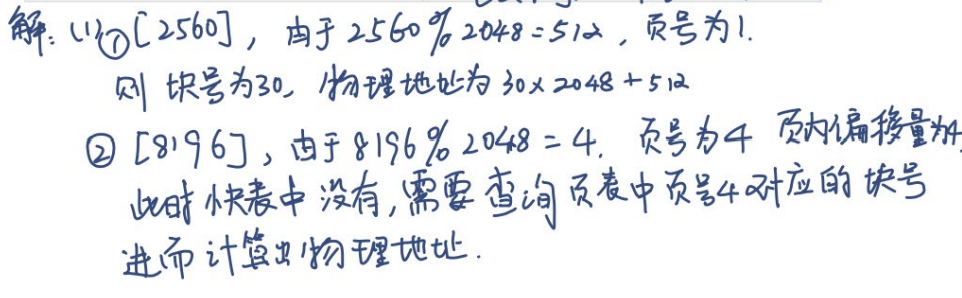 解: (1)① [2560], 由于 2560 % 2048 = 512, 页号为1.
则 块号为30, 物理地址为 30×2048+512
② [8196], 由于 8196 % 2048 = 4. 页号为4 页内偏移量为4
此时快表中没有, 需要查询页表中页号4对应的块号
进而计算出物理地址.